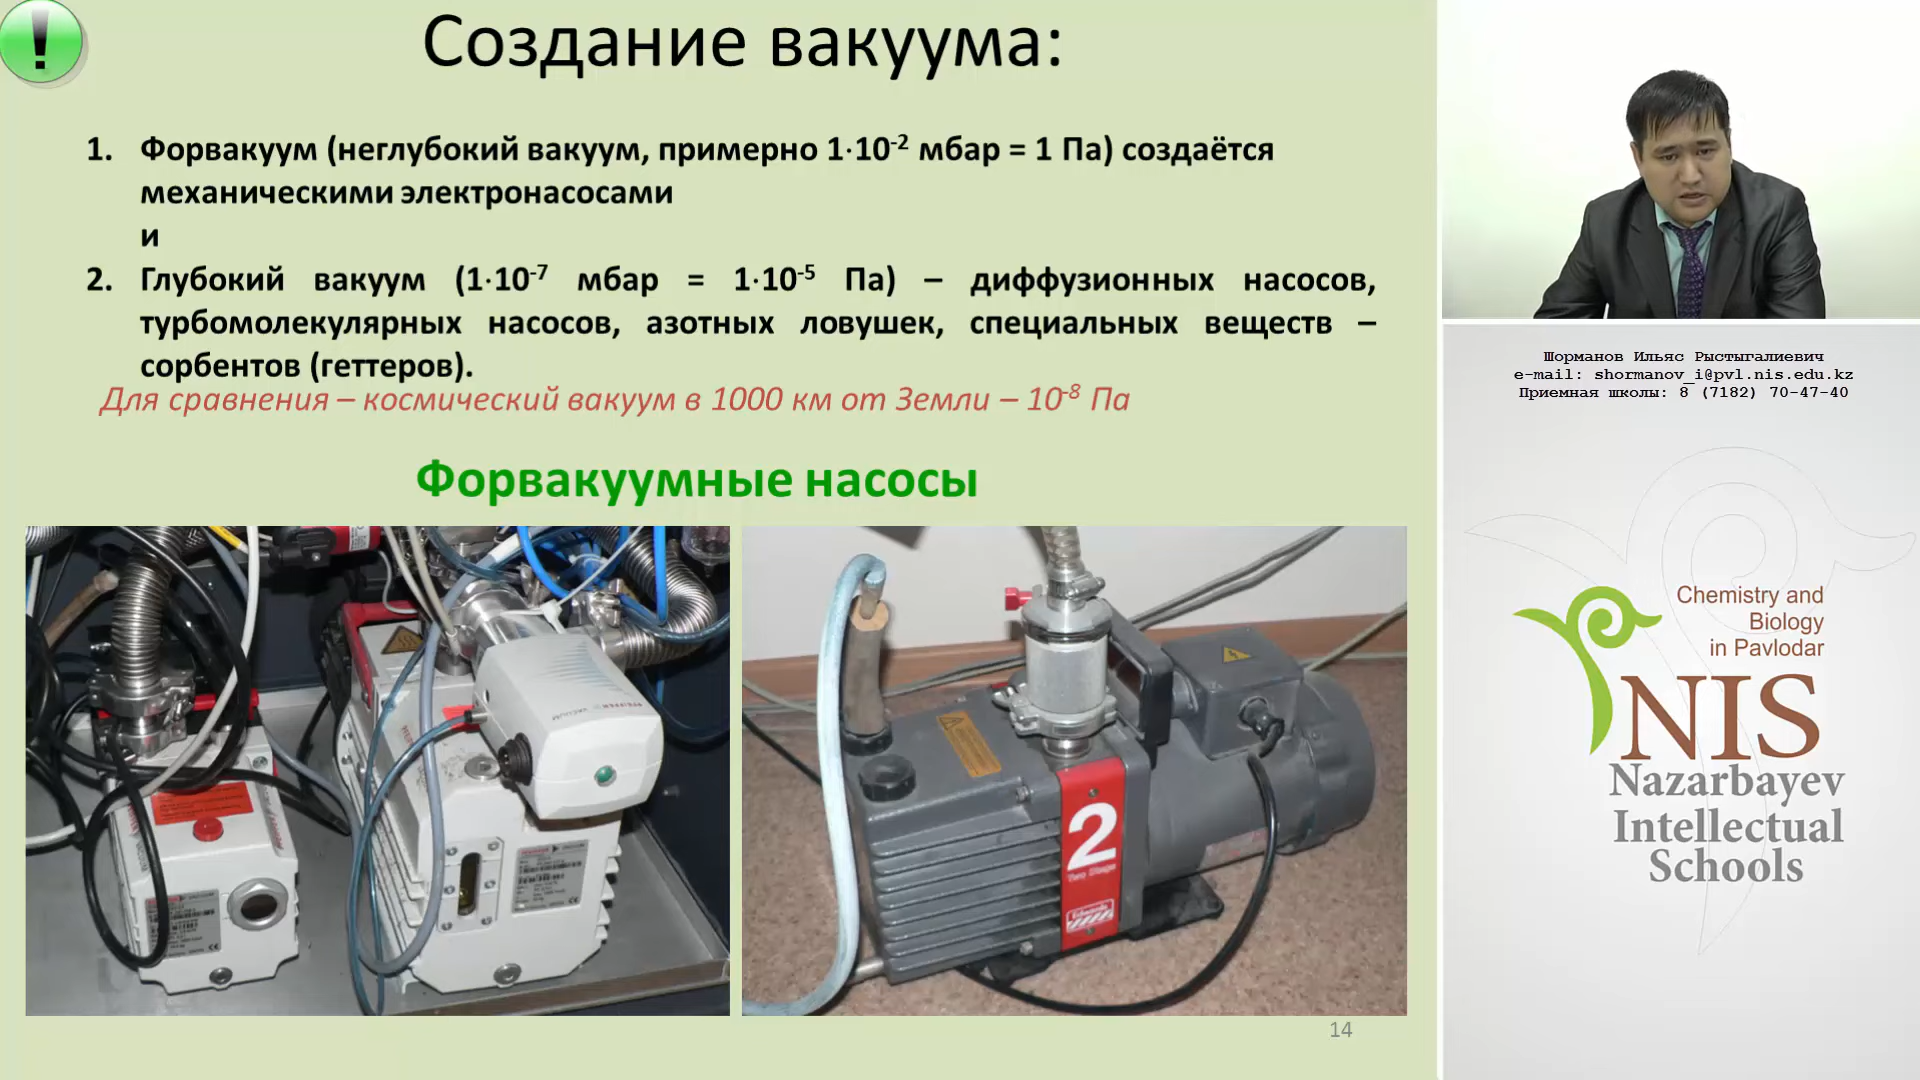 Создание вакуума:
1. Форвакуум (неглубокий вакуум, примерно 1·10⁻² мбар = 1 Па) создаётся
механическими электронасосами
и
2. Глубокий вакуум (1·10⁻⁷ мбар = 1·10⁻⁵ Па) – диффузионных насосов,
турбомолекулярных насосов, азотных ловушек, специальных веществ –
сорбентов (геттеров).
Для сравнения – космический вакуум в 1000 км от Земли – 10⁻⁸ Па
Форвакуумные насосы
2
Two Stage
Edwards
14
Шорманов Ильяс Рыстыгалиевич
e-mail: shormanov_i@pvl.nis.edu.kz
Приемная школы: 8 (7182) 70-47-40
Chemistry and
Biology
in Pavlodar
NIS
Nazarbayev
Intellectual
Schools